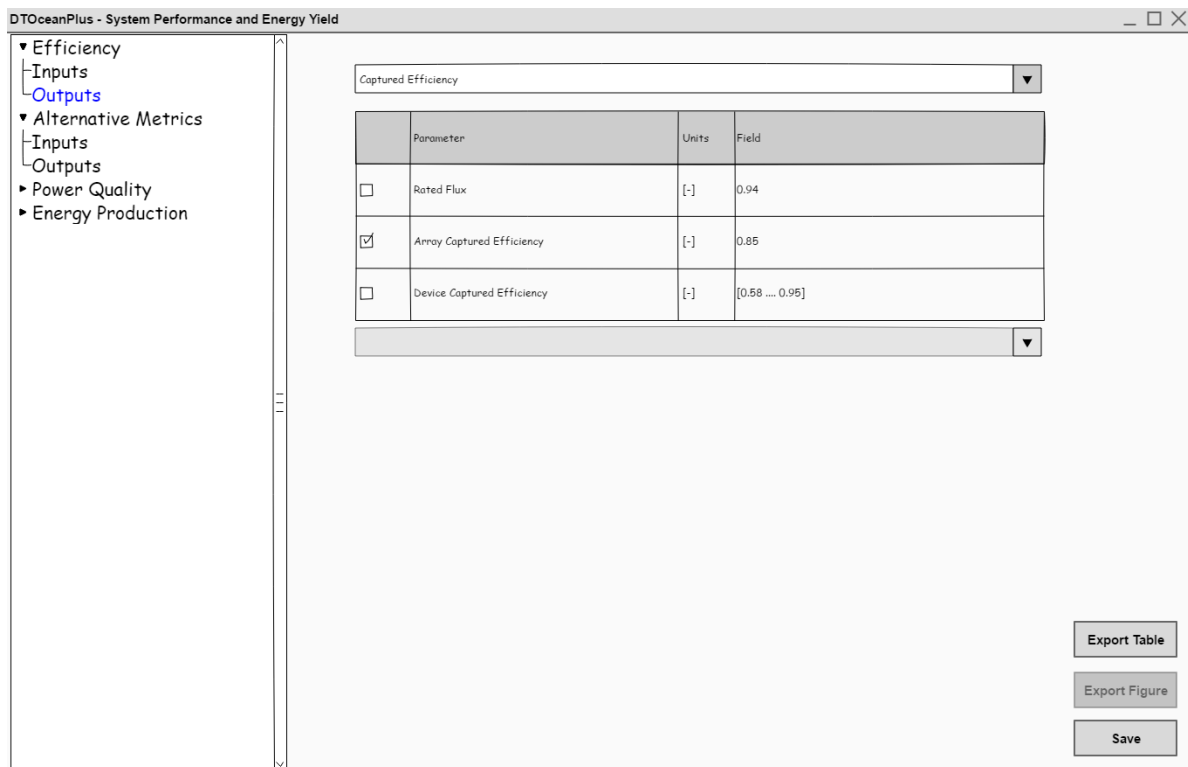 DTOceanPlus - System Performance and Energy Yield
Efficiency
Inputs
Outputs
Alternative Metrics
Inputs
Outputs
Power Quality
Energy Production
Captured Efficiency
Parameter Units Field
Rated Flux [-] 0.94
Array Captured Efficiency [-] 0.85
Device Captured Efficiency [-] [0.58 .... 0.95]
Export Table
Export Figure
Save